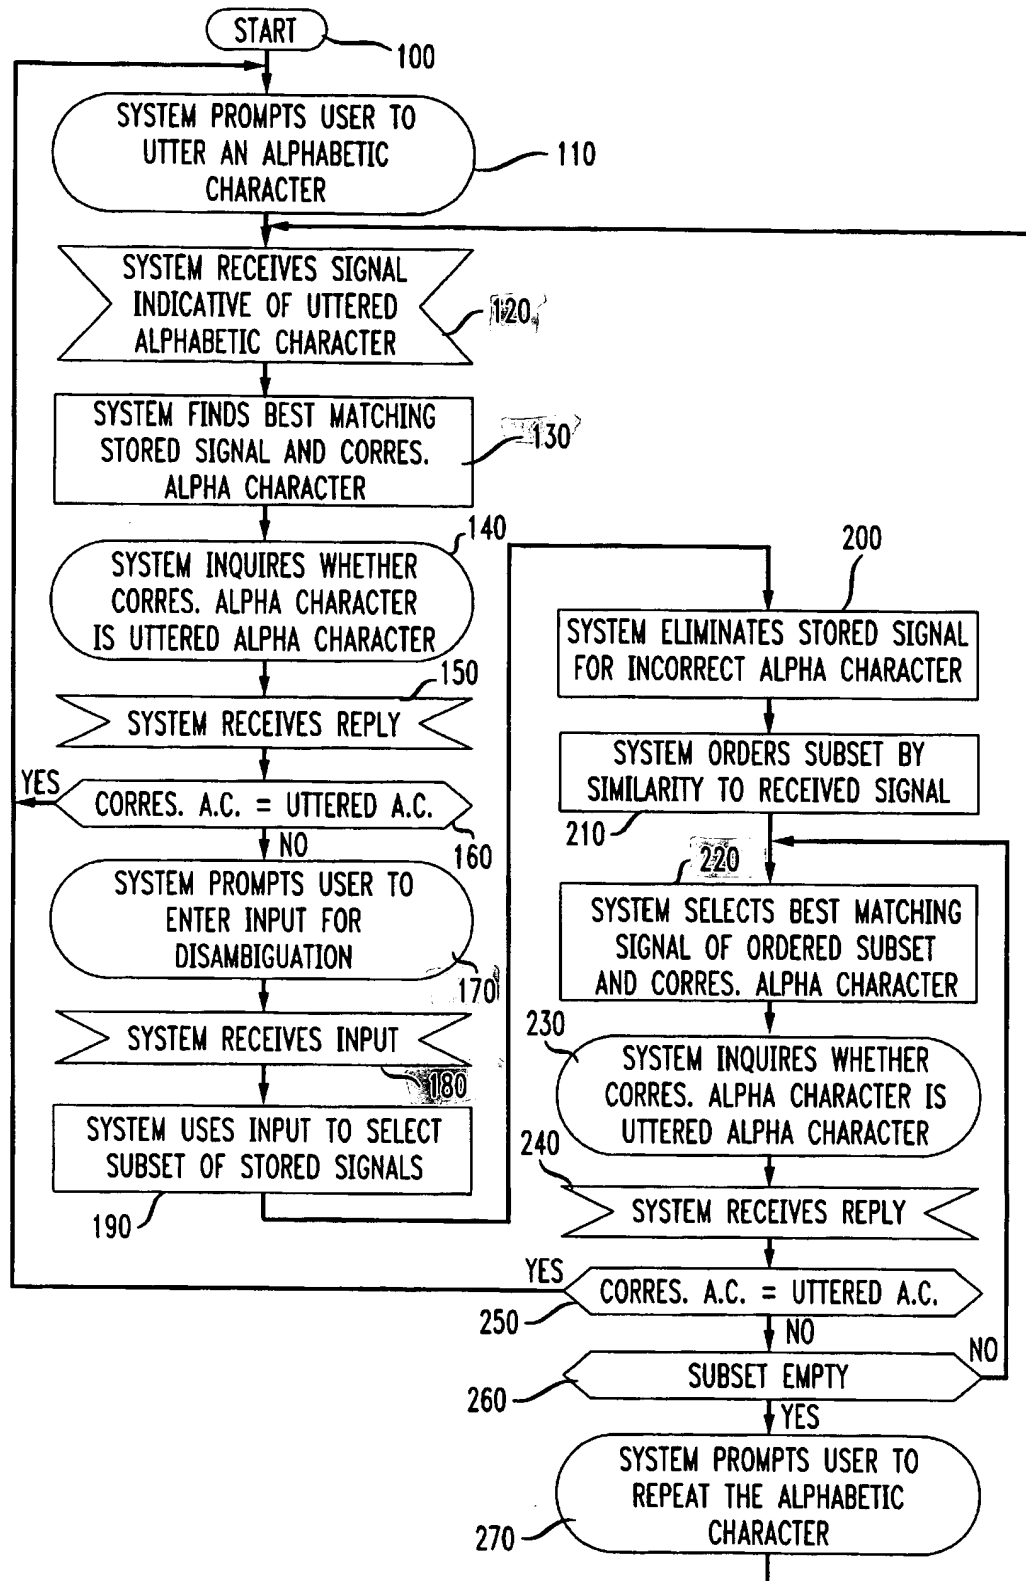 START
100
SYSTEM PROMPTS USER TO
UTTER AN ALPHABETIC
CHARACTER
110
SYSTEM RECEIVES SIGNAL
INDICATIVE OF UTTERED
ALPHABETIC CHARACTER
120
SYSTEM FINDS BEST MATCHING
STORED SIGNAL AND CORRES.
ALPHA CHARACTER
130
140
SYSTEM INQUIRES WHETHER
CORRES. ALPHA CHARACTER
IS UTTERED ALPHA CHARACTER
150
SYSTEM RECEIVES REPLY
YES
CORRES. A.C. = UTTERED A.C.
NO
160
SYSTEM PROMPTS USER TO
ENTER INPUT FOR
DISAMBIGUATION
170
SYSTEM RECEIVES INPUT
180
SYSTEM USES INPUT TO SELECT
SUBSET OF STORED SIGNALS
190
200
SYSTEM ELIMINATES STORED SIGNAL
FOR INCORRECT ALPHA CHARACTER
SYSTEM ORDERS SUBSET BY
SIMILARITY TO RECEIVED SIGNAL
210
220
SYSTEM SELECTS BEST MATCHING
SIGNAL OF ORDERED SUBSET
AND CORRES. ALPHA CHARACTER
230
SYSTEM INQUIRES WHETHER
CORRES. ALPHA CHARACTER IS
UTTERED ALPHA CHARACTER
240
SYSTEM RECEIVES REPLY
YES
CORRES. A.C. = UTTERED A.C.
250
NO
NO
SUBSET EMPTY
260
YES
SYSTEM PROMPTS USER TO
REPEAT THE ALPHABETIC
CHARACTER
270